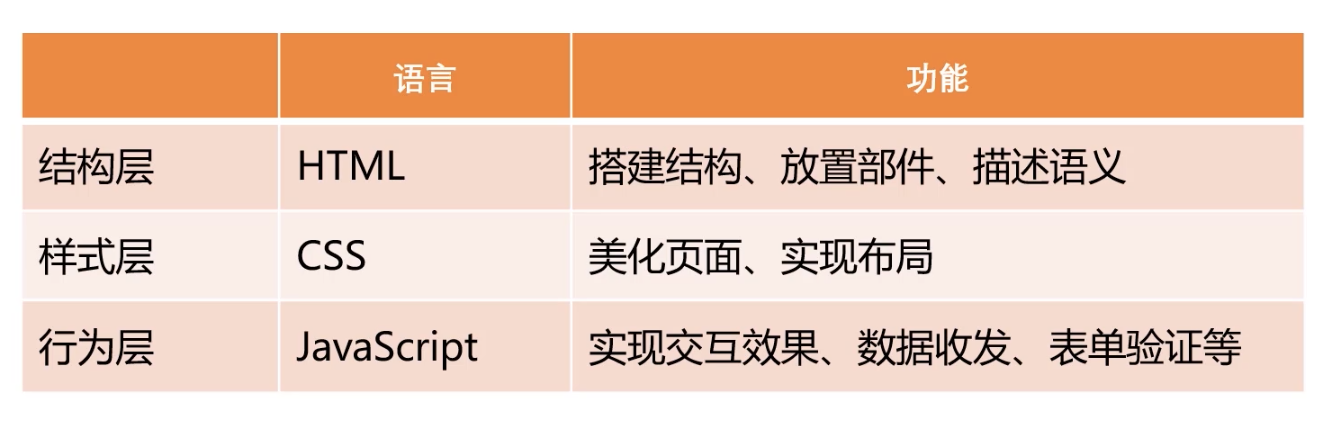 语言 功能
结构层 HTML 搭建结构、放置部件、描述语义
样式层 CSS 美化页面、实现布局
行为层 JavaScript 实现交互效果、数据收发、表单验证等